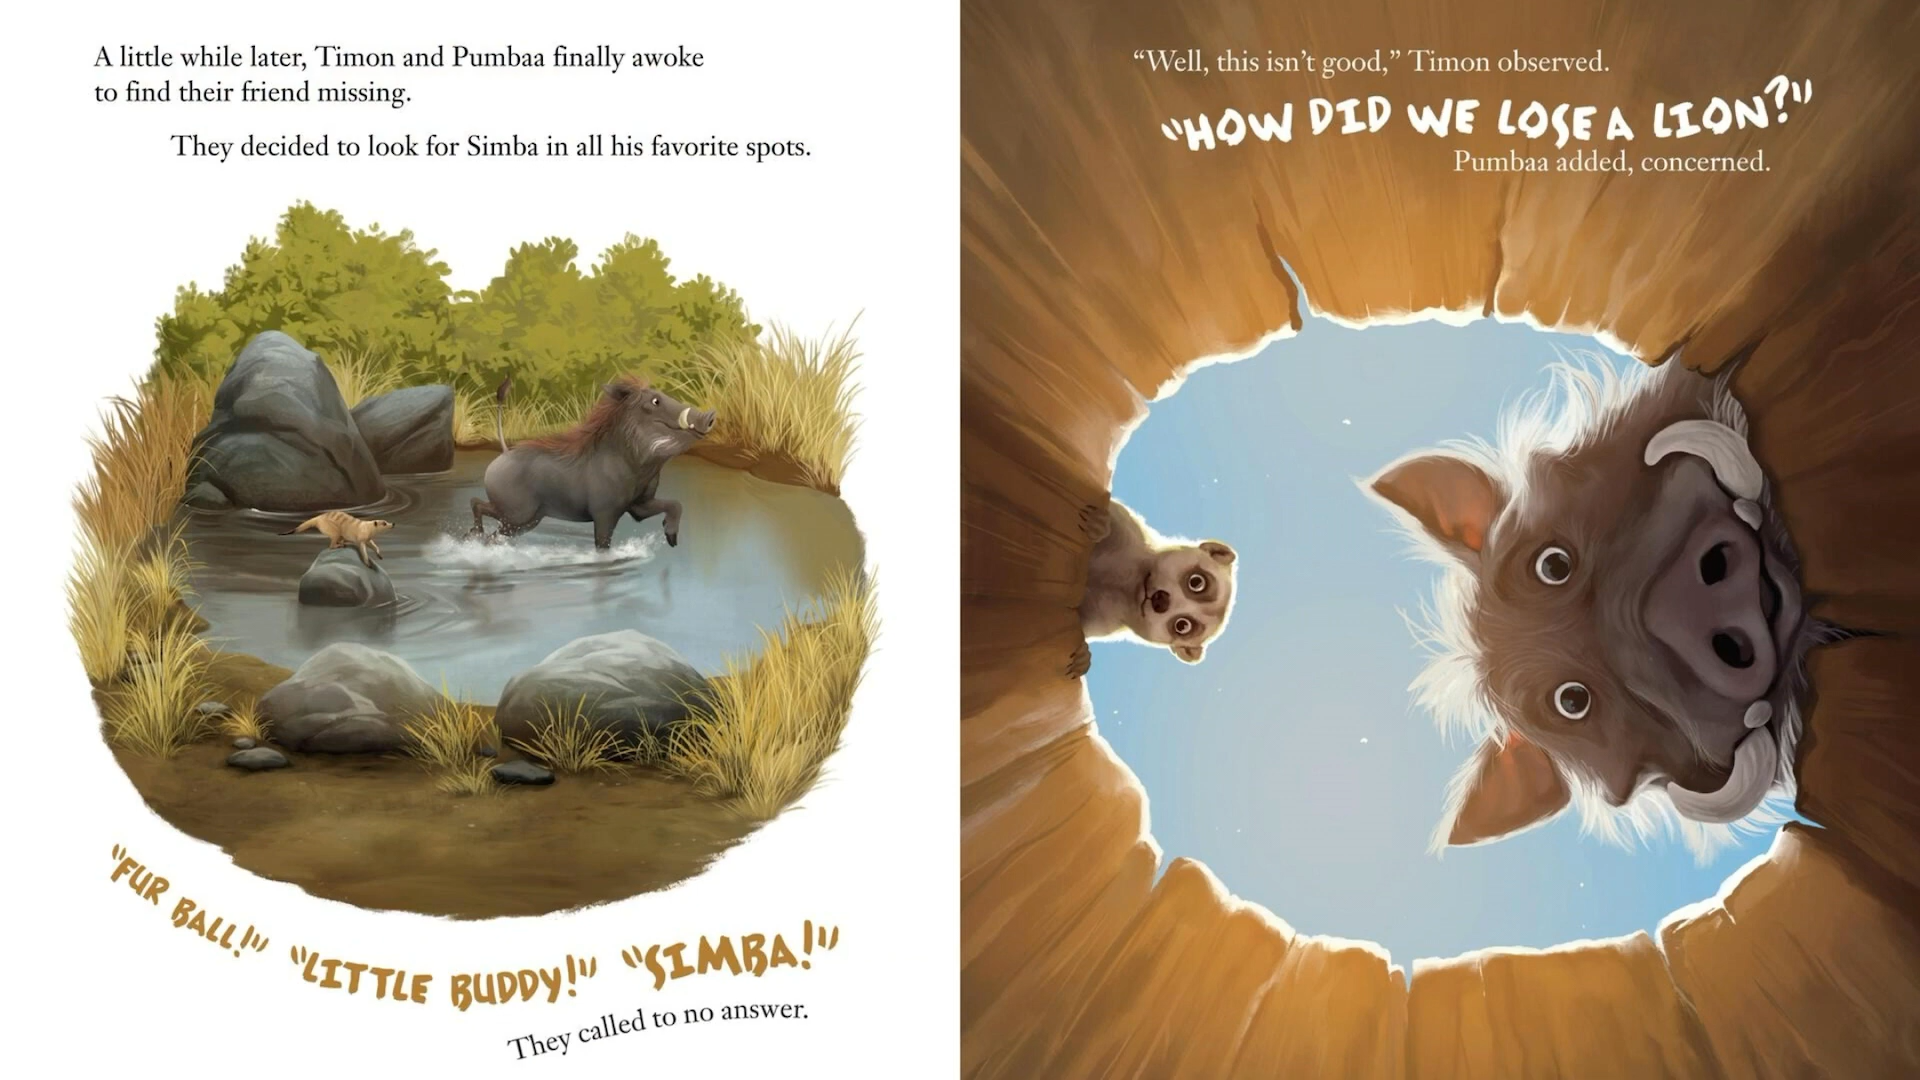 A little while later, Timon and Pumbaa finally awoke
to find their friend missing.
They decided to look for Simba in all his favorite spots.
“FUR BALL!” “LITTLE BUDDY!” “SIMBA!”
They called to no answer.
“Well, this isn’t good,” Timon observed.
“HOW DID WE LOSE A LION?”
Pumbaa added, concerned.